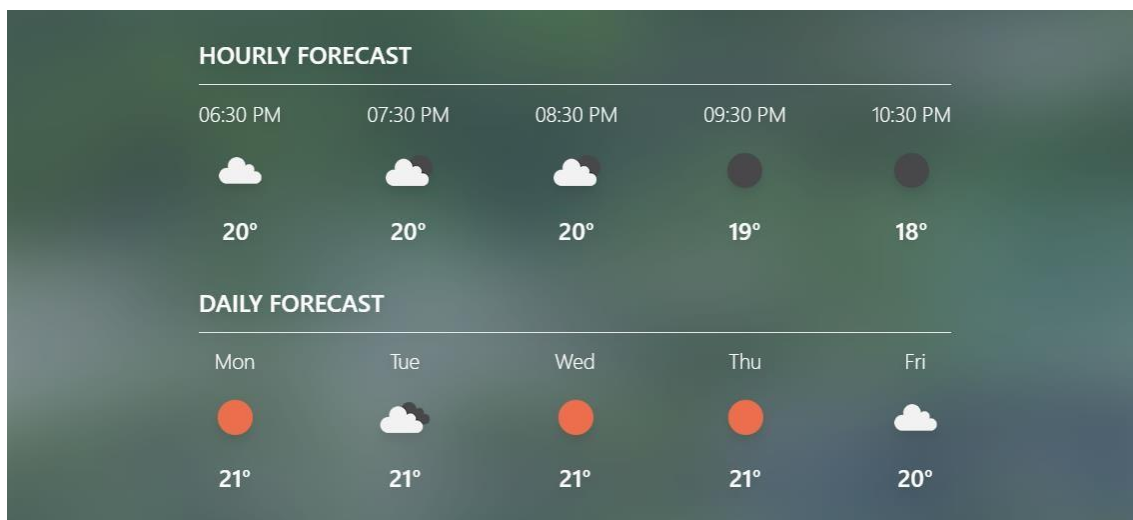 HOURLY FORECAST
06:30 PM 07:30 PM 08:30 PM 09:30 PM 10:30 PM
20° 20° 20° 19° 18°
DAILY FORECAST
Mon Tue Wed Thu Fri
21° 21° 21° 21° 20°